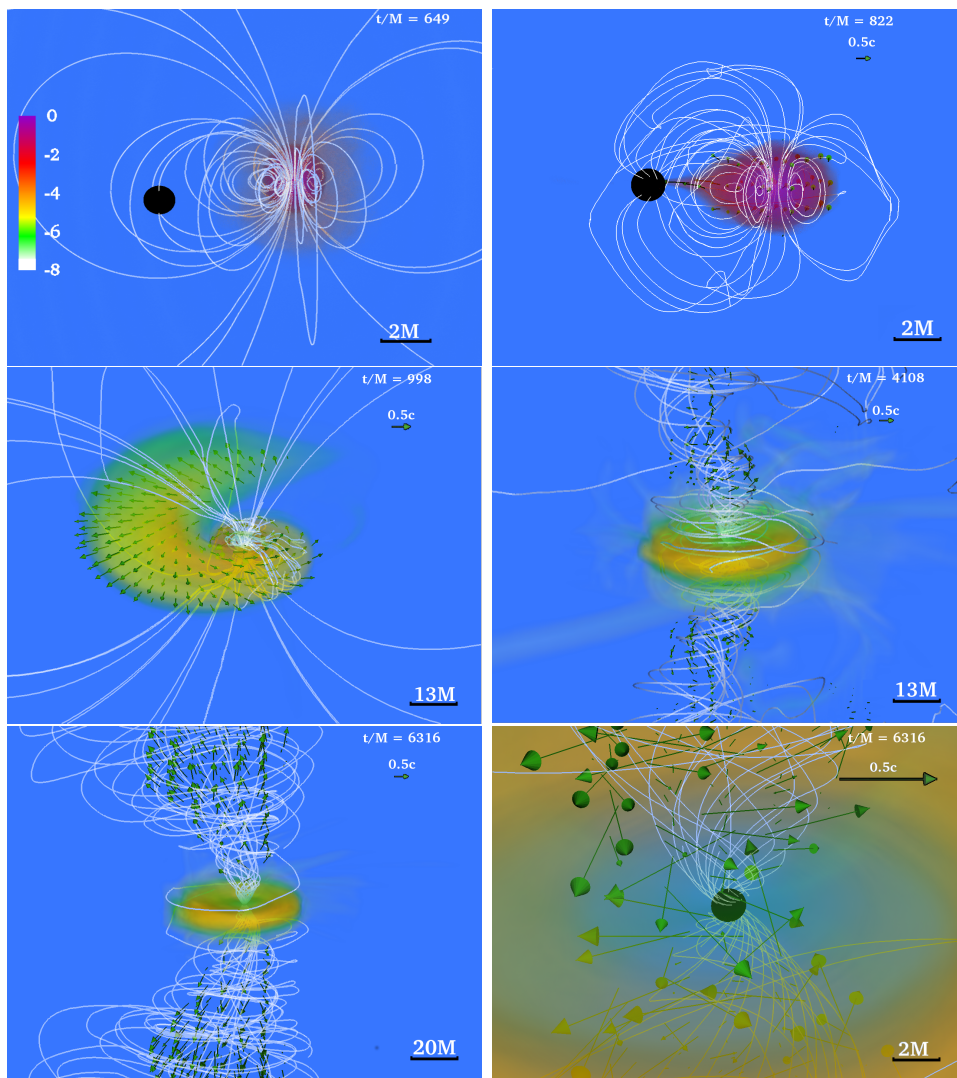 t/M = 649
0
-2
-4
-6
-8
2M
t/M = 822
0.5c
2M
t/M = 998
0.5c
13M
t/M = 4108
0.5c
13M
t/M = 6316
0.5c
20M
t/M = 6316
0.5c
2M